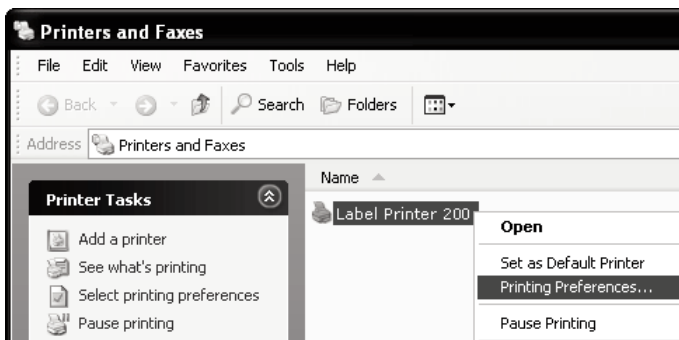 Printers and Faxes
File Edit View Favorites Tools Help
Back Search Folders
Address Printers and Faxes
Name
Printer Tasks
Add a printer
See what's printing
Select printing preferences
Pause printing
Label Printer 200
Open
Set as Default Printer
Printing Preferences...
Pause Printing